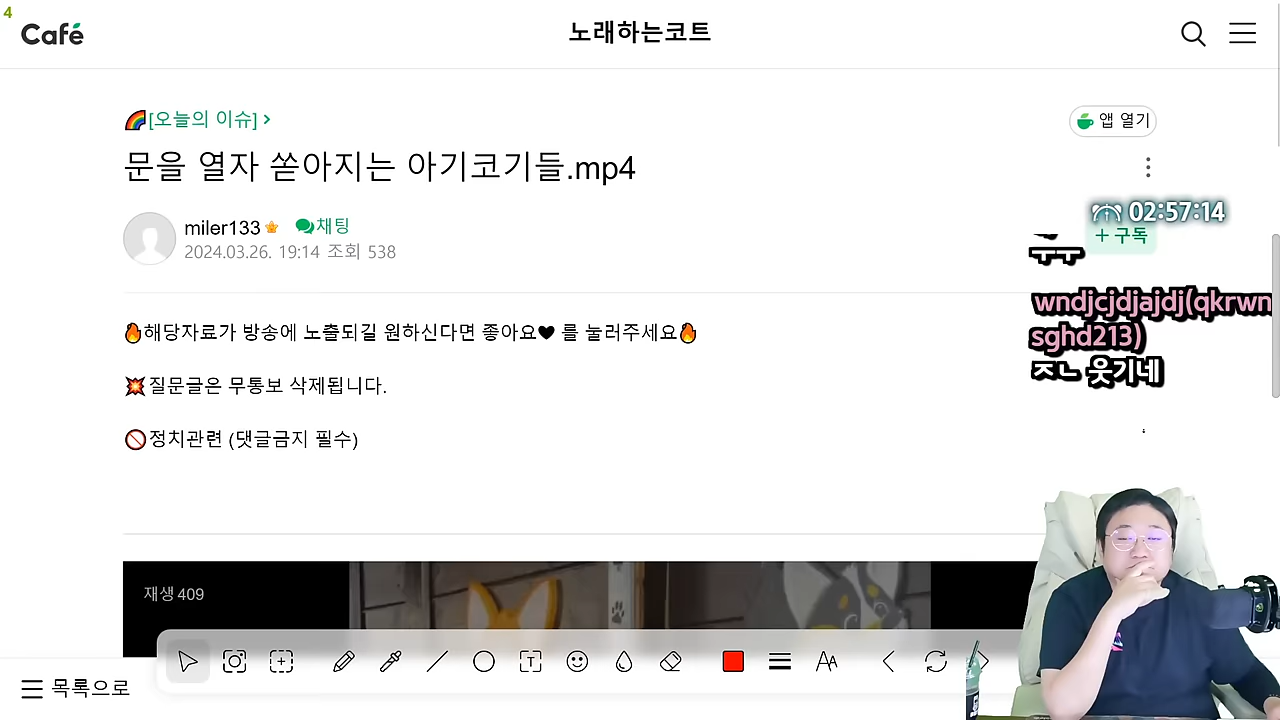 4
Café
노래하는코트
🌈[오늘의 이슈] >
앱 열기
문을 열자 쏟아지는 아기코기들.mp4
miler133 채팅
2024.03.26. 19:14 조회 538
02:57:14
+ 구독
wndjcjdjajdj(qkrwn
sghd213)
ㅈㄴ 웃기네
🔥해당자료가 방송에 노출되길 원하신다면 좋아요♥ 를 눌러주세요🔥
💥질문글은 무통보 삭제됩니다.
🚫정치관련 (댓글금지 필수)
재생 409
목록으로